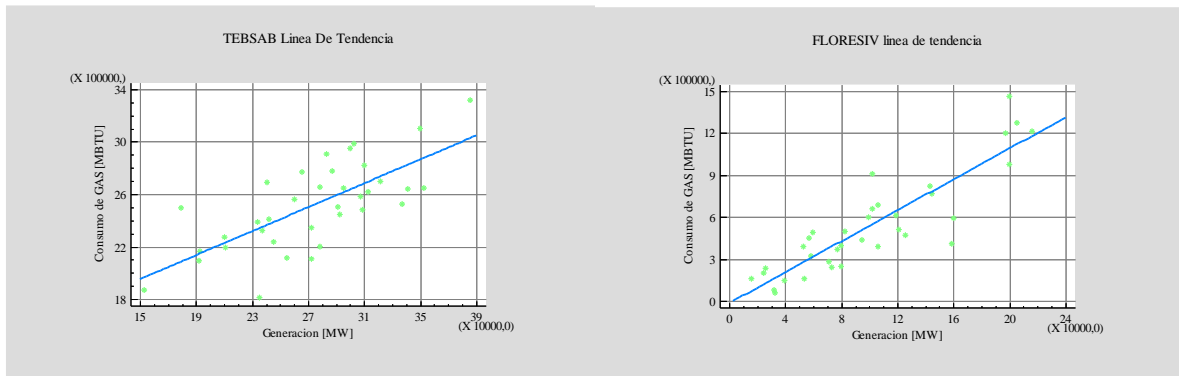 TEBSAB Linea De Tendencia
(X 100000,)
34
30
26
22
18
Consumo de GAS [MBTU]
15 19 23 27 31 35 39
Generacion [MW]
(X 10000,0)
FLORESIV linea de tendencia
(X 100000,)
15
12
9
6
3
0
Consumo de GAS [MBTU]
0 4 8 12 16 20 24
Generacion [MW]
(X 10000,0)